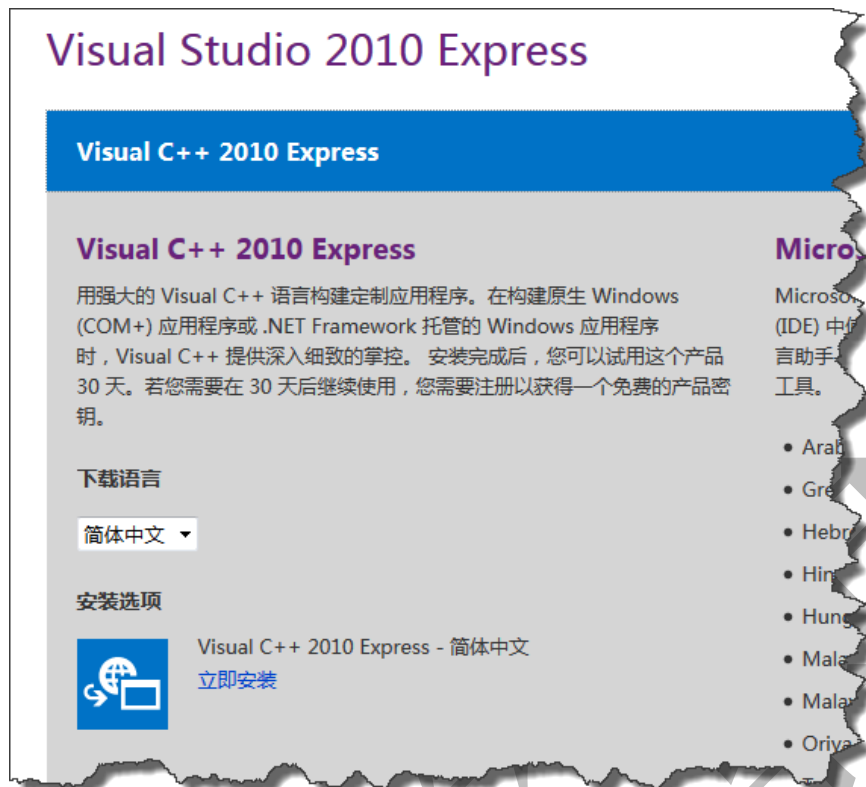 Visual Studio 2010 Express
Visual C++ 2010 Express
Visual C++ 2010 Express
用强大的 Visual C++ 语言构建定制应用程序。在构建原生 Windows
(COM+) 应用程序或 .NET Framework 托管的 Windows 应用程序
时，Visual C++ 提供深入细致的掌控。 安装完成后，您可以试用这个产品
30 天。若您需要在 30 天后继续使用，您需要注册以获得一个免费的产品密
钥。
下载语言
简体中文
安装选项
Visual C++ 2010 Express - 简体中文
立即安装
(IDE) 中
言助手
工具。